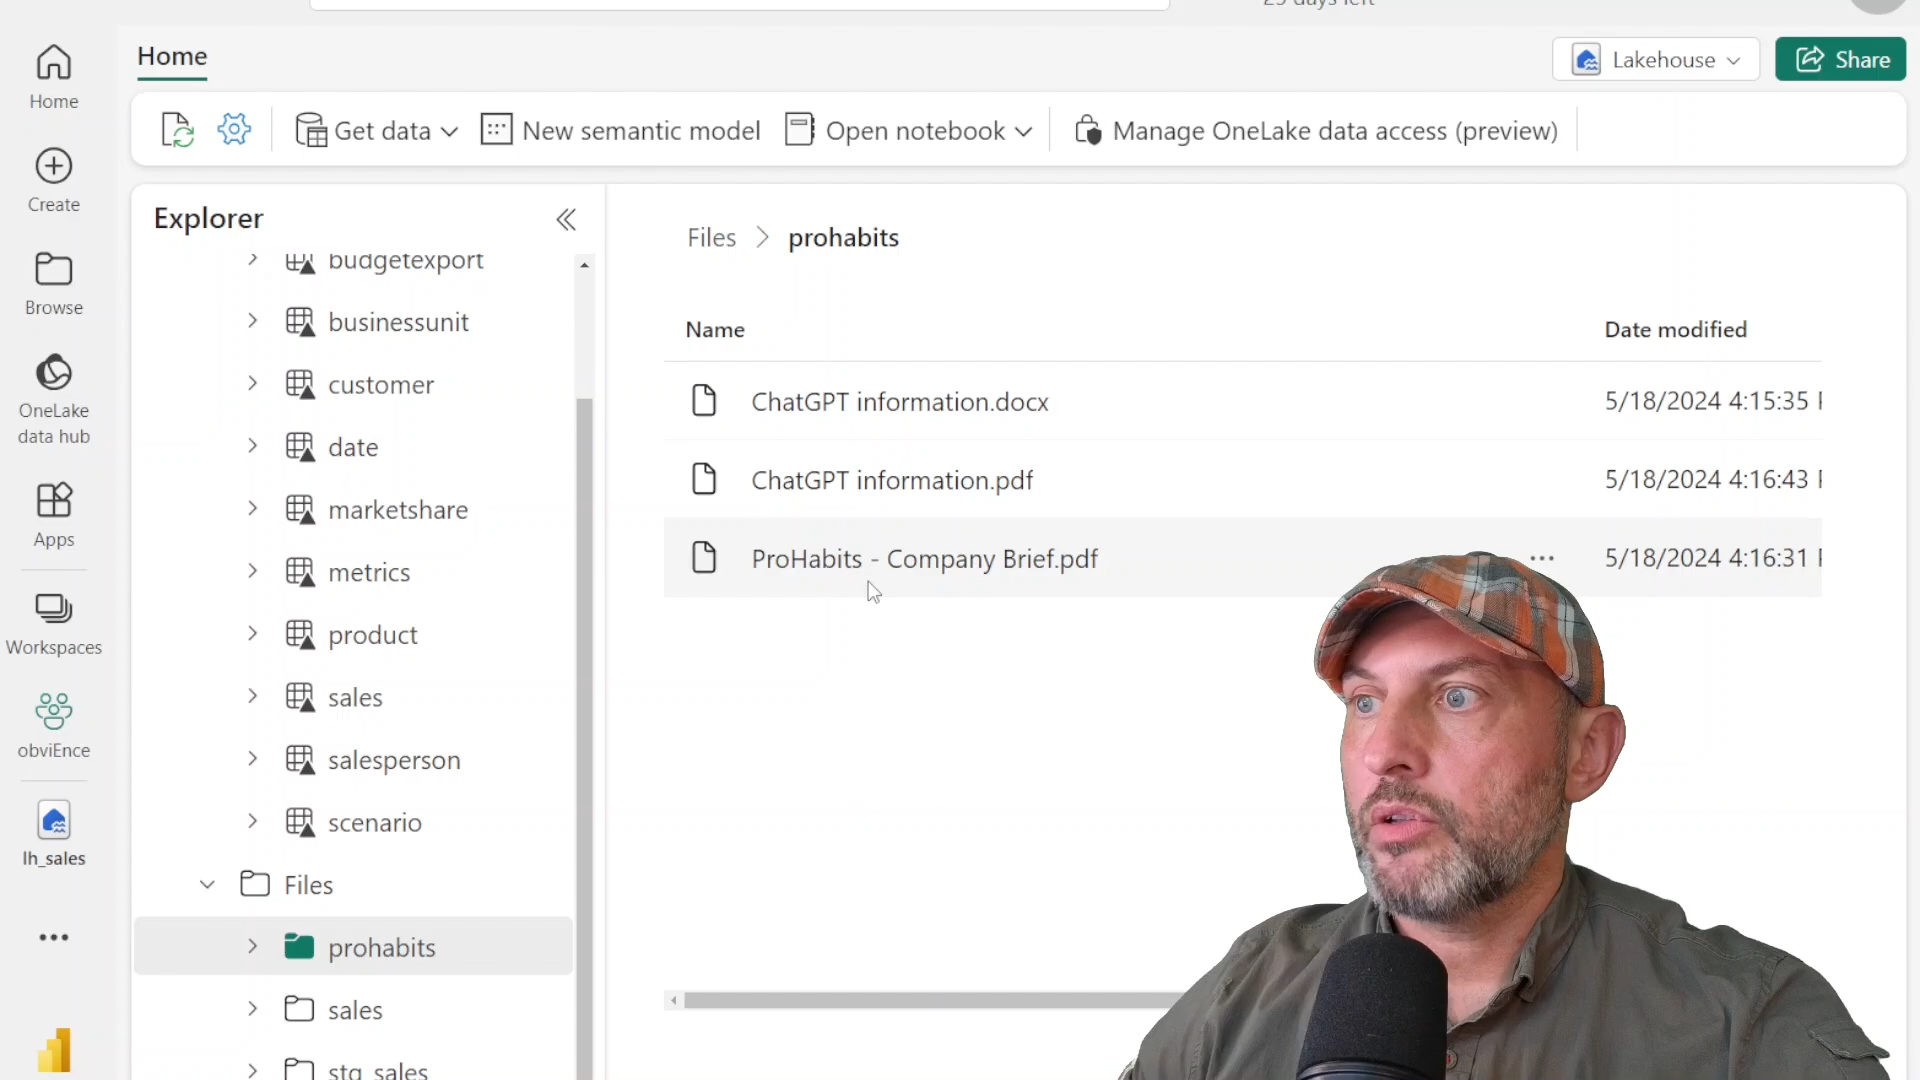 29 days left
Home
Lakehouse
Share
Home
Get data
New semantic model
Open notebook
Manage OneLake data access (preview)
Create
Browse
OneLake
data hub
Apps
Workspaces
obviEnce
lh_sales
Explorer
budgetexport
businessunit
customer
date
marketshare
metrics
product
sales
salesperson
scenario
Files
prohabits
sales
stg_sales
Files > prohabits
Name
Date modified
ChatGPT information.docx
5/18/2024 4:15:35
ChatGPT information.pdf
5/18/2024 4:16:43
ProHabits - Company Brief.pdf
5/18/2024 4:16:31